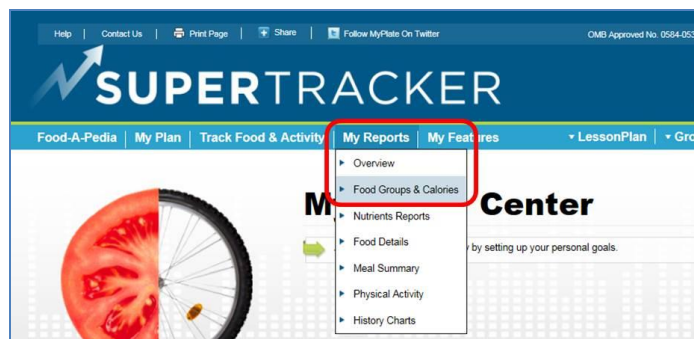 Help | Contact Us | Print Page | Share | Follow MyPlate On Twitter OMB Approved No. 0584-053
SUPERTRACKER
Food-A-Pedia | My Plan | Track Food & Activity | My Reports | My Features LessonPlan | Gro
Overview
Food Groups & Calories
M Center
Nutrients Reports
Food Details
by setting up your personal goals.
Meal Summary
Physical Activity
History Charts